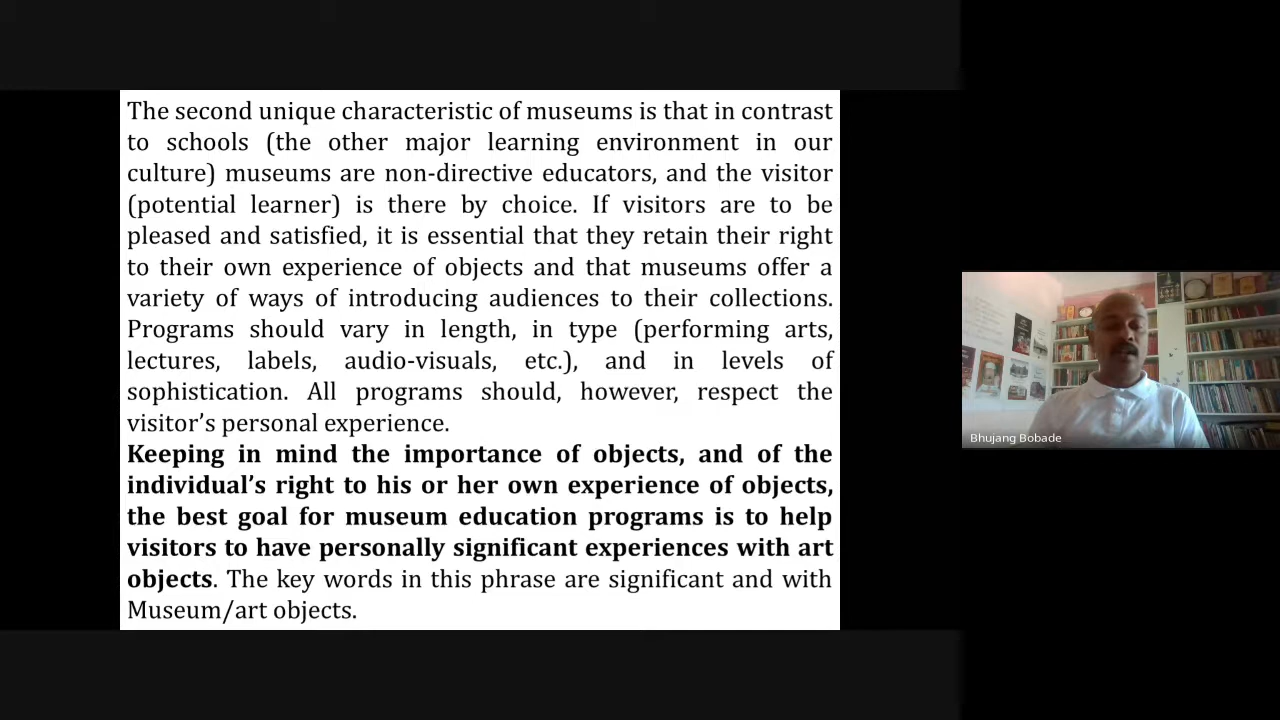 The second unique characteristic of museums is that in contrast
to schools (the other major learning environment in our
culture) museums are non-directive educators, and the visitor
(potential learner) is there by choice. If visitors are to be
pleased and satisfied, it is essential that they retain their right
to their own experience of objects and that museums offer a
variety of ways of introducing audiences to their collections.
Programs should vary in length, in type (performing arts,
lectures, labels, audio-visuals, etc.), and in levels of
sophistication. All programs should, however, respect the
visitor’s personal experience.
Keeping in mind the importance of objects, and of the
individual’s right to his or her own experience of objects,
the best goal for museum education programs is to help
visitors to have personally significant experiences with art
objects. The key words in this phrase are significant and with
Museum/art objects.
Bhujang Bobade